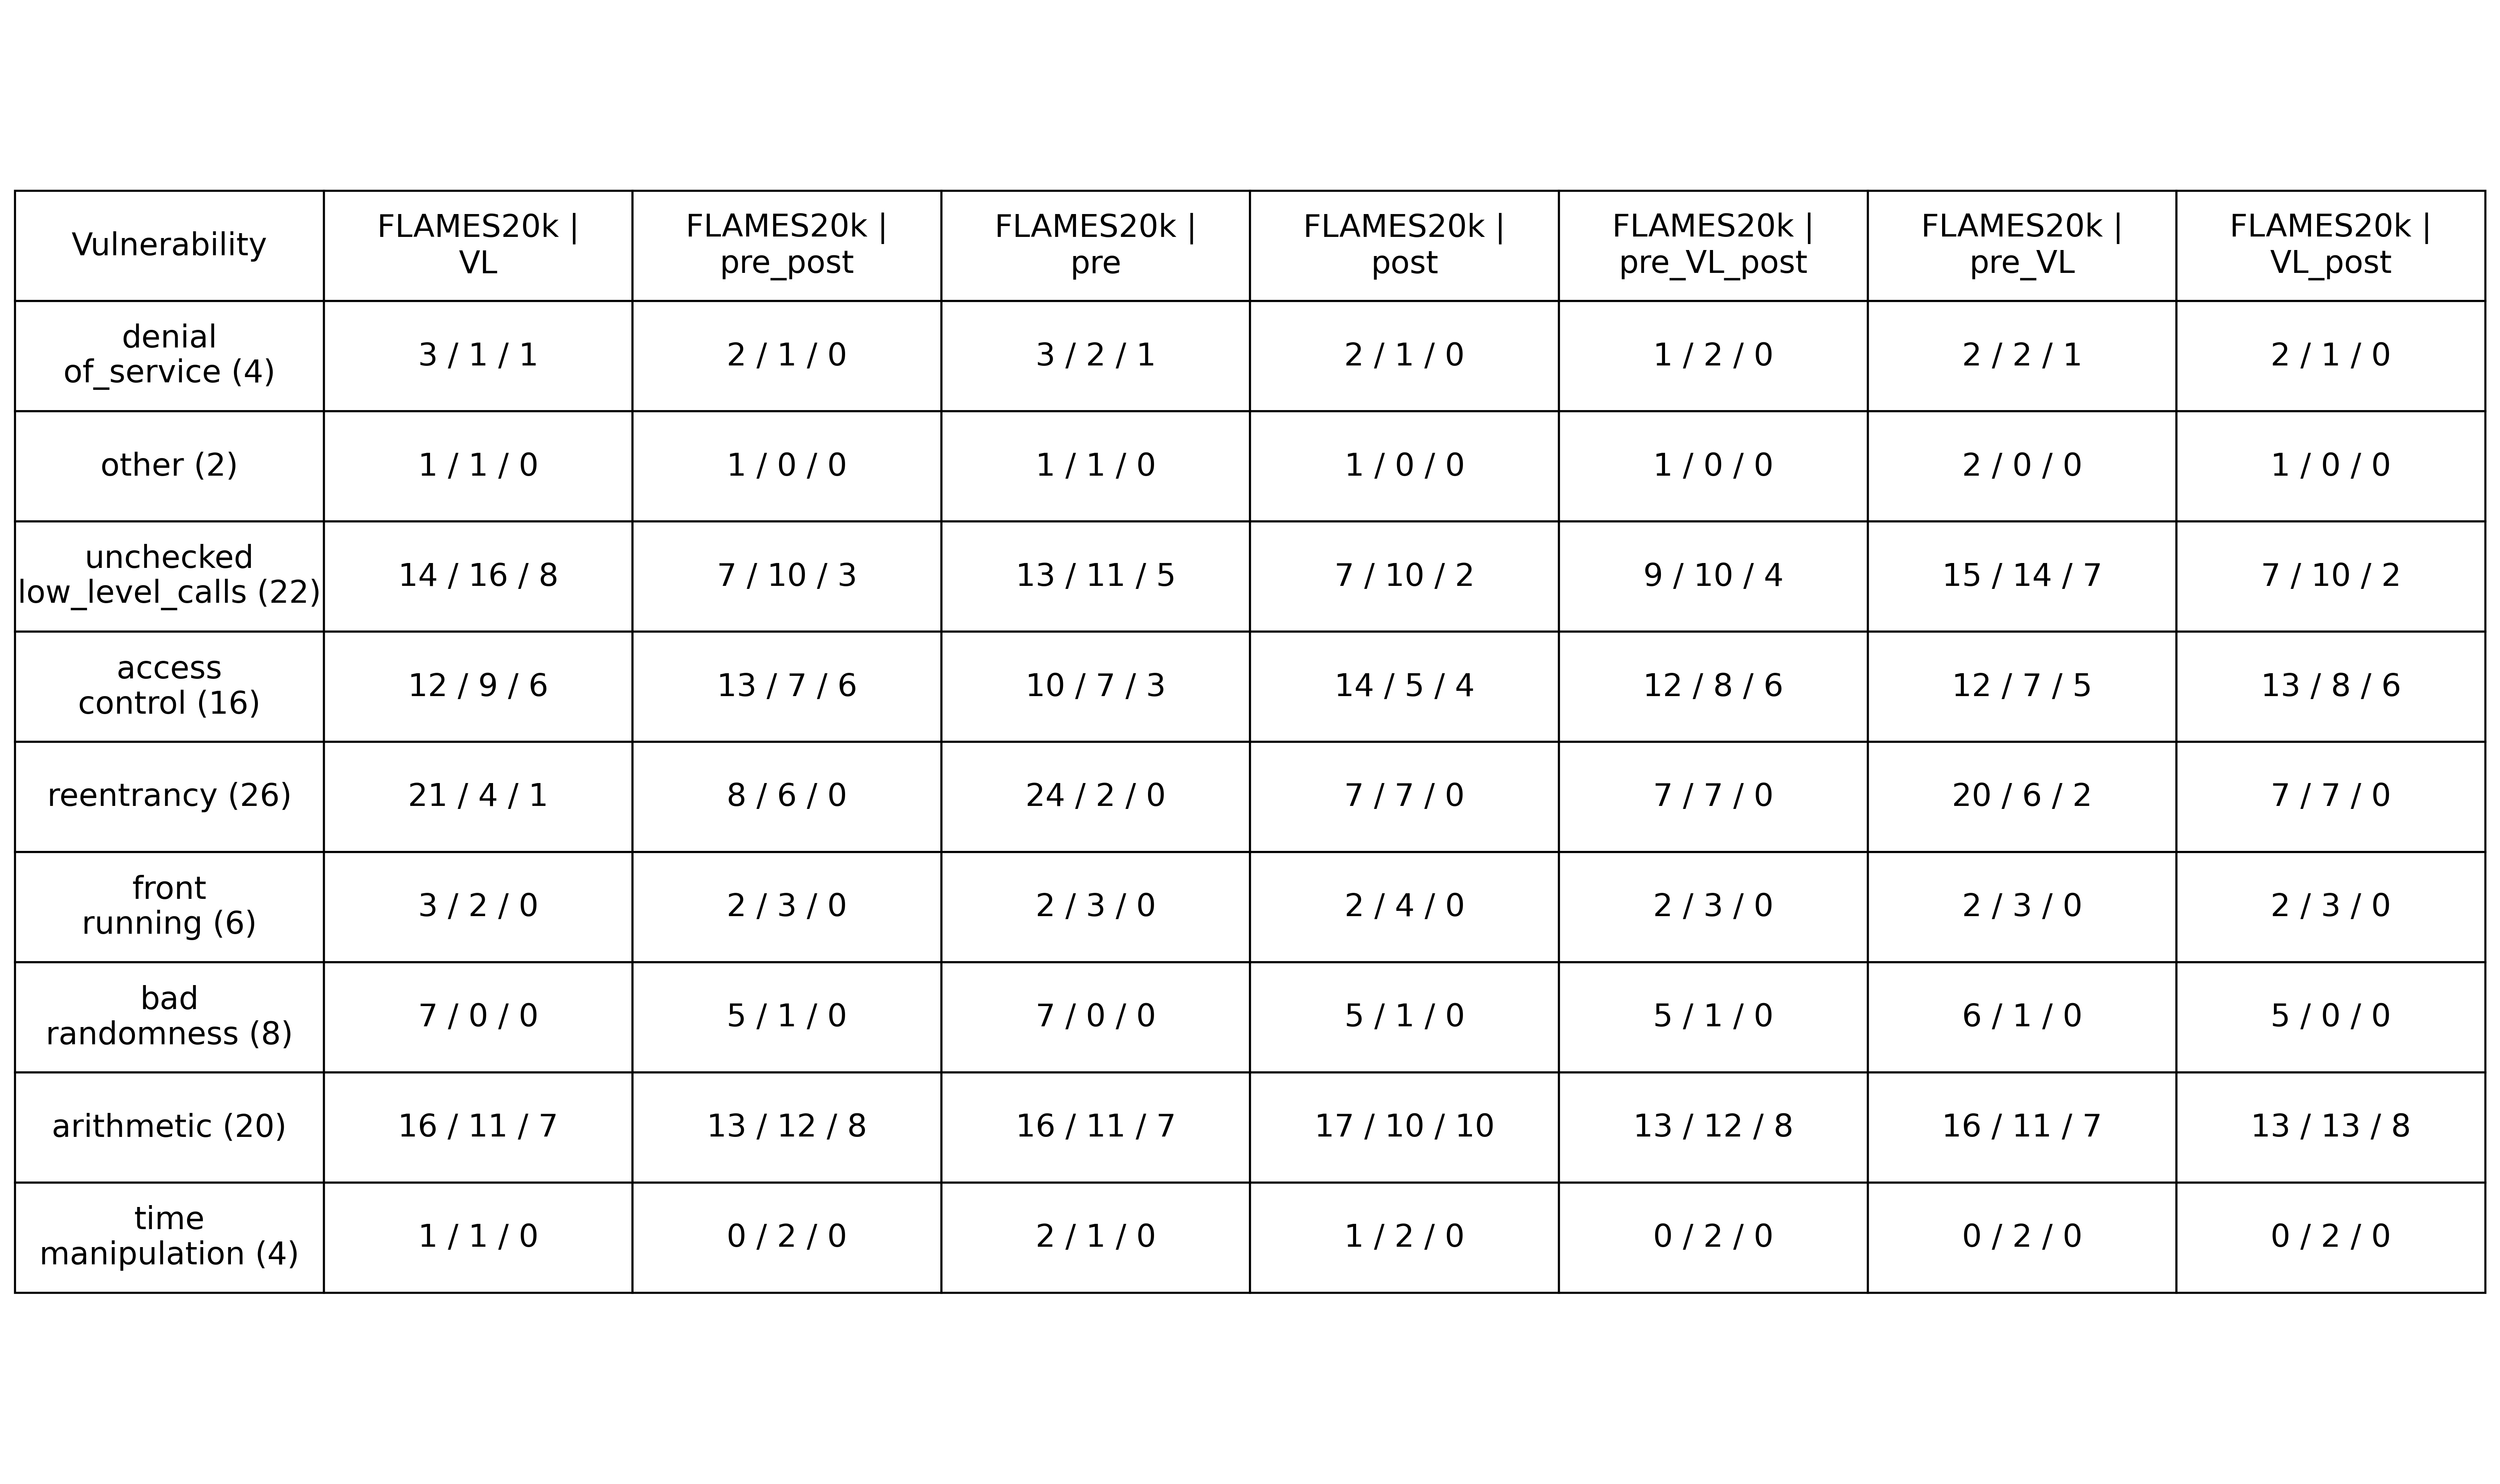 Vulnerability
FLAMES20k |
VL
FLAMES20k |
pre_post
FLAMES20k |
pre
FLAMES20k |
post
FLAMES20k |
pre_VL_post
FLAMES20k |
pre_VL
FLAMES20k |
VL_post
denial
of_service (4)
3 / 1 / 1
2 / 1 / 0
3 / 2 / 1
2 / 1 / 0
1 / 2 / 0
2 / 2 / 1
2 / 1 / 0
other (2)
1 / 1 / 0
1 / 0 / 0
1 / 1 / 0
1 / 0 / 0
1 / 0 / 0
2 / 0 / 0
1 / 0 / 0
unchecked
low_level_calls (22)
14 / 16 / 8
7 / 10 / 3
13 / 11 / 5
7 / 10 / 2
9 / 10 / 4
15 / 14 / 7
7 / 10 / 2
access
control (16)
12 / 9 / 6
13 / 7 / 6
10 / 7 / 3
14 / 5 / 4
12 / 8 / 6
12 / 7 / 5
13 / 8 / 6
reentrancy (26)
21 / 4 / 1
8 / 6 / 0
24 / 2 / 0
7 / 7 / 0
7 / 7 / 0
20 / 6 / 2
7 / 7 / 0
front
running (6)
3 / 2 / 0
2 / 3 / 0
2 / 3 / 0
2 / 4 / 0
2 / 3 / 0
2 / 3 / 0
2 / 3 / 0
bad
randomness (8)
7 / 0 / 0
5 / 1 / 0
7 / 0 / 0
5 / 1 / 0
5 / 1 / 0
6 / 1 / 0
5 / 0 / 0
arithmetic (20)
16 / 11 / 7
13 / 12 / 8
16 / 11 / 7
17 / 10 / 10
13 / 12 / 8
16 / 11 / 7
13 / 13 / 8
time
manipulation (4)
1 / 1 / 0
0 / 2 / 0
2 / 1 / 0
1 / 2 / 0
0 / 2 / 0
0 / 2 / 0
0 / 2 / 0